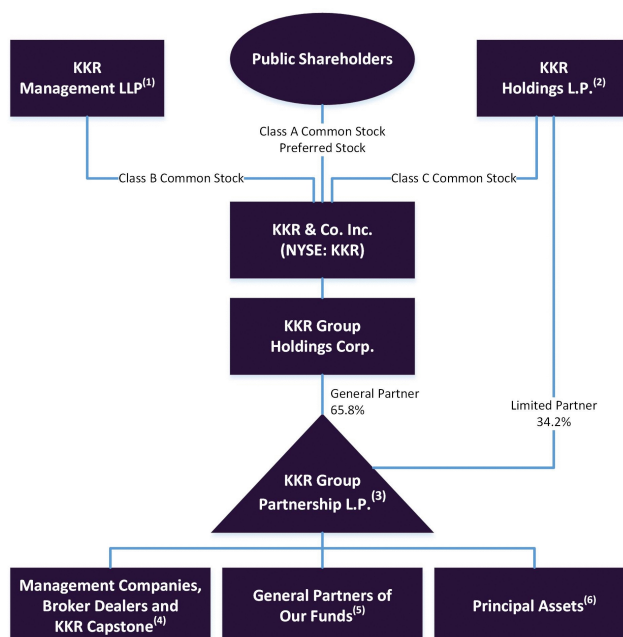 KKR
Management LLP(1)
Public Shareholders
KKR
Holdings L.P.(2)
Class A Common Stock
Preferred Stock
Class B Common Stock
Class C Common Stock
KKR & Co. Inc.
(NYSE: KKR)
KKR Group
Holdings Corp.
General Partner
65.8%
Limited Partner
34.2%
KKR Group
Partnership L.P.(3)
Management Companies,
Broker Dealers and
KKR Capstone(4)
General Partners of
Our Funds(5)
Principal Assets(6)